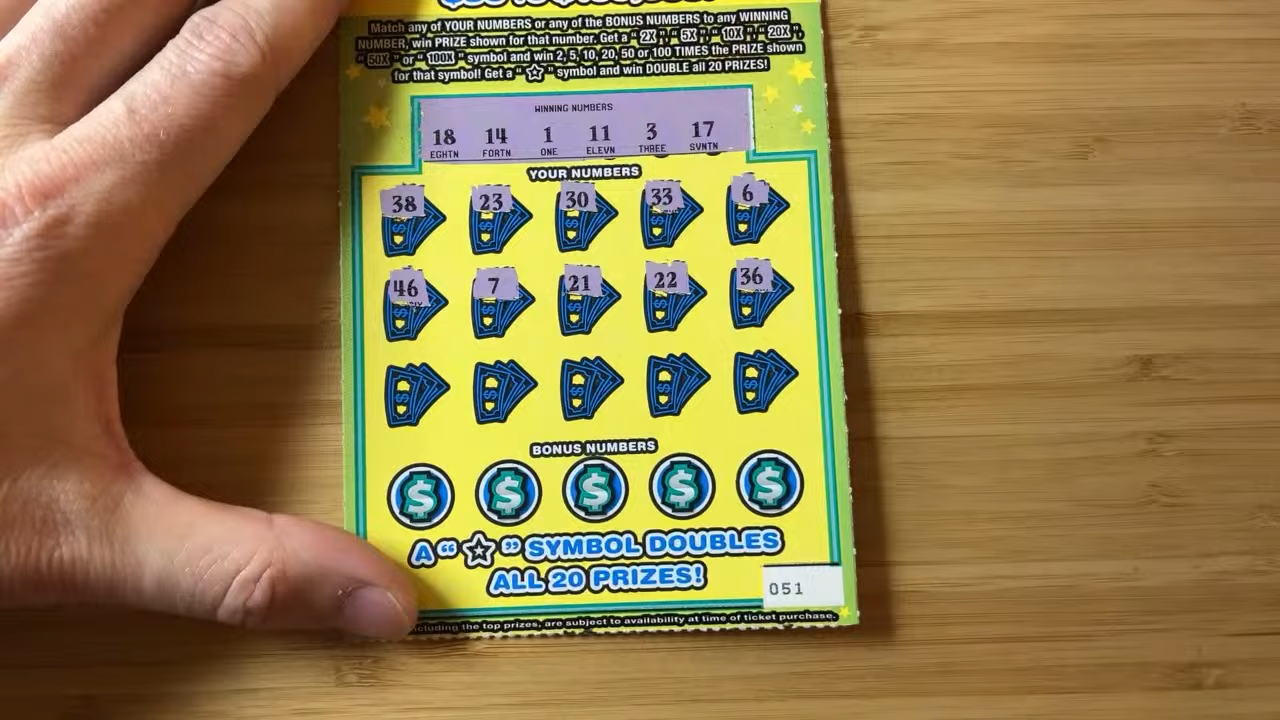 Match any of YOUR NUMBERS or any of the BONUS NUMBERS to any WINNING
NUMBER, win PRIZE shown for that number. Get a "2X", "5X", "10X", "20X",
"50X" or "100X" symbol and win 2, 5, 10, 20, 50 or 100 TIMES the PRIZE shown
for that symbol! Get a "☆" symbol and win DOUBLE all 20 PRIZES!
WINNING NUMBERS
18 14 1 11 3 17
EGHTN FORTN ONE ELEVN THREE SVNTN
YOUR NUMBERS
38 23 30 33 6
46 7 21 22 36
BONUS NUMBERS
$ $ $ $ $
A "☆" SYMBOL DOUBLES
ALL 20 PRIZES!
051
including the top prizes, are subject to availability at time of ticket purchase.